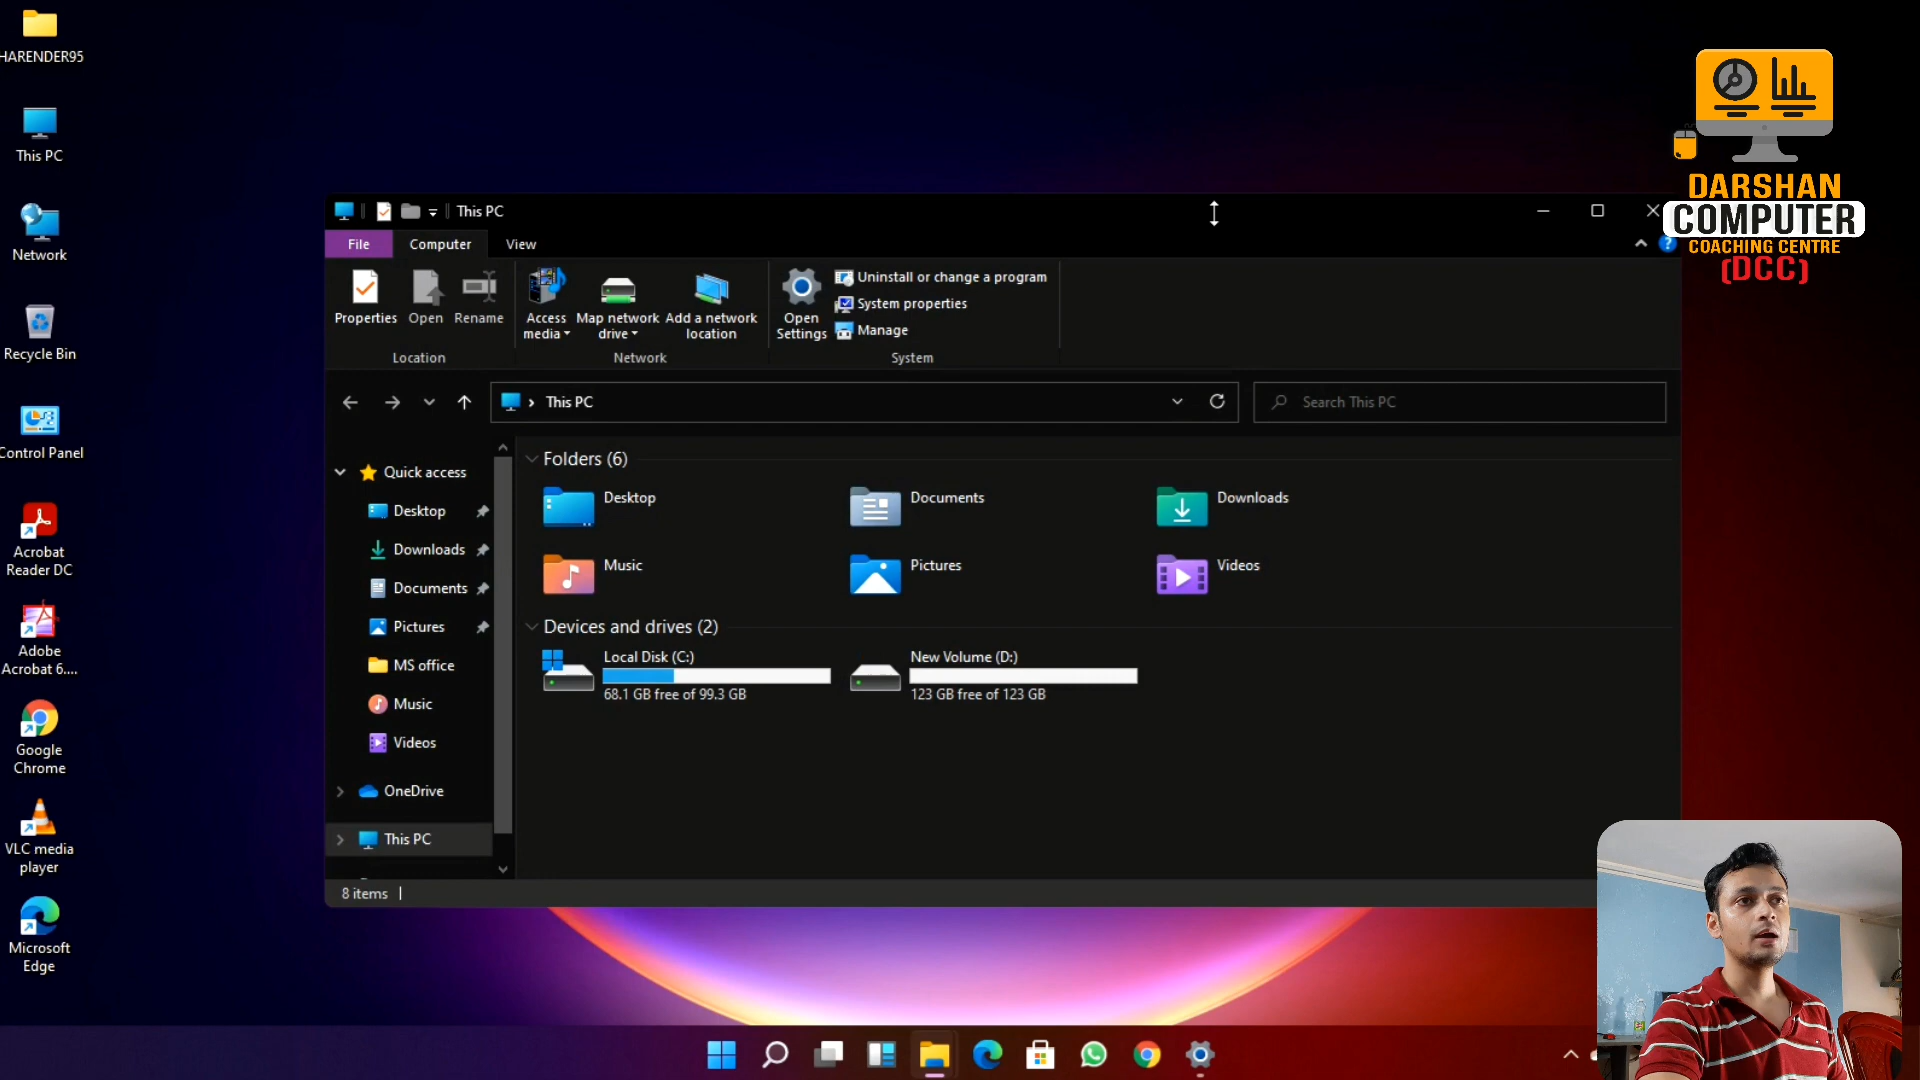 HARENDER95
This PC
Network
Recycle Bin
Control Panel
Acrobat
Reader DC
Adobe
Acrobat 6....
Google
Chrome
VLC media
player
Microsoft
Edge
This PC
File
Computer
View
?
Properties
Open
Rename
Location
Access
media
Map network
drive
Add a network
location
Network
Open
Settings
Uninstall or change a program
System properties
Manage
System
This PC
Search This PC
Quick access
Desktop
Downloads
Documents
Pictures
MS office
Music
Videos
OneDrive
This PC
Folders (6)
Desktop
Documents
Downloads
Music
Pictures
Videos
Devices and drives (2)
Local Disk (C:)
68.1 GB free of 99.3 GB
New Volume (D:)
123 GB free of 123 GB
8 items
DARSHAN
COMPUTER
COACHING CENTRE
(DCC)